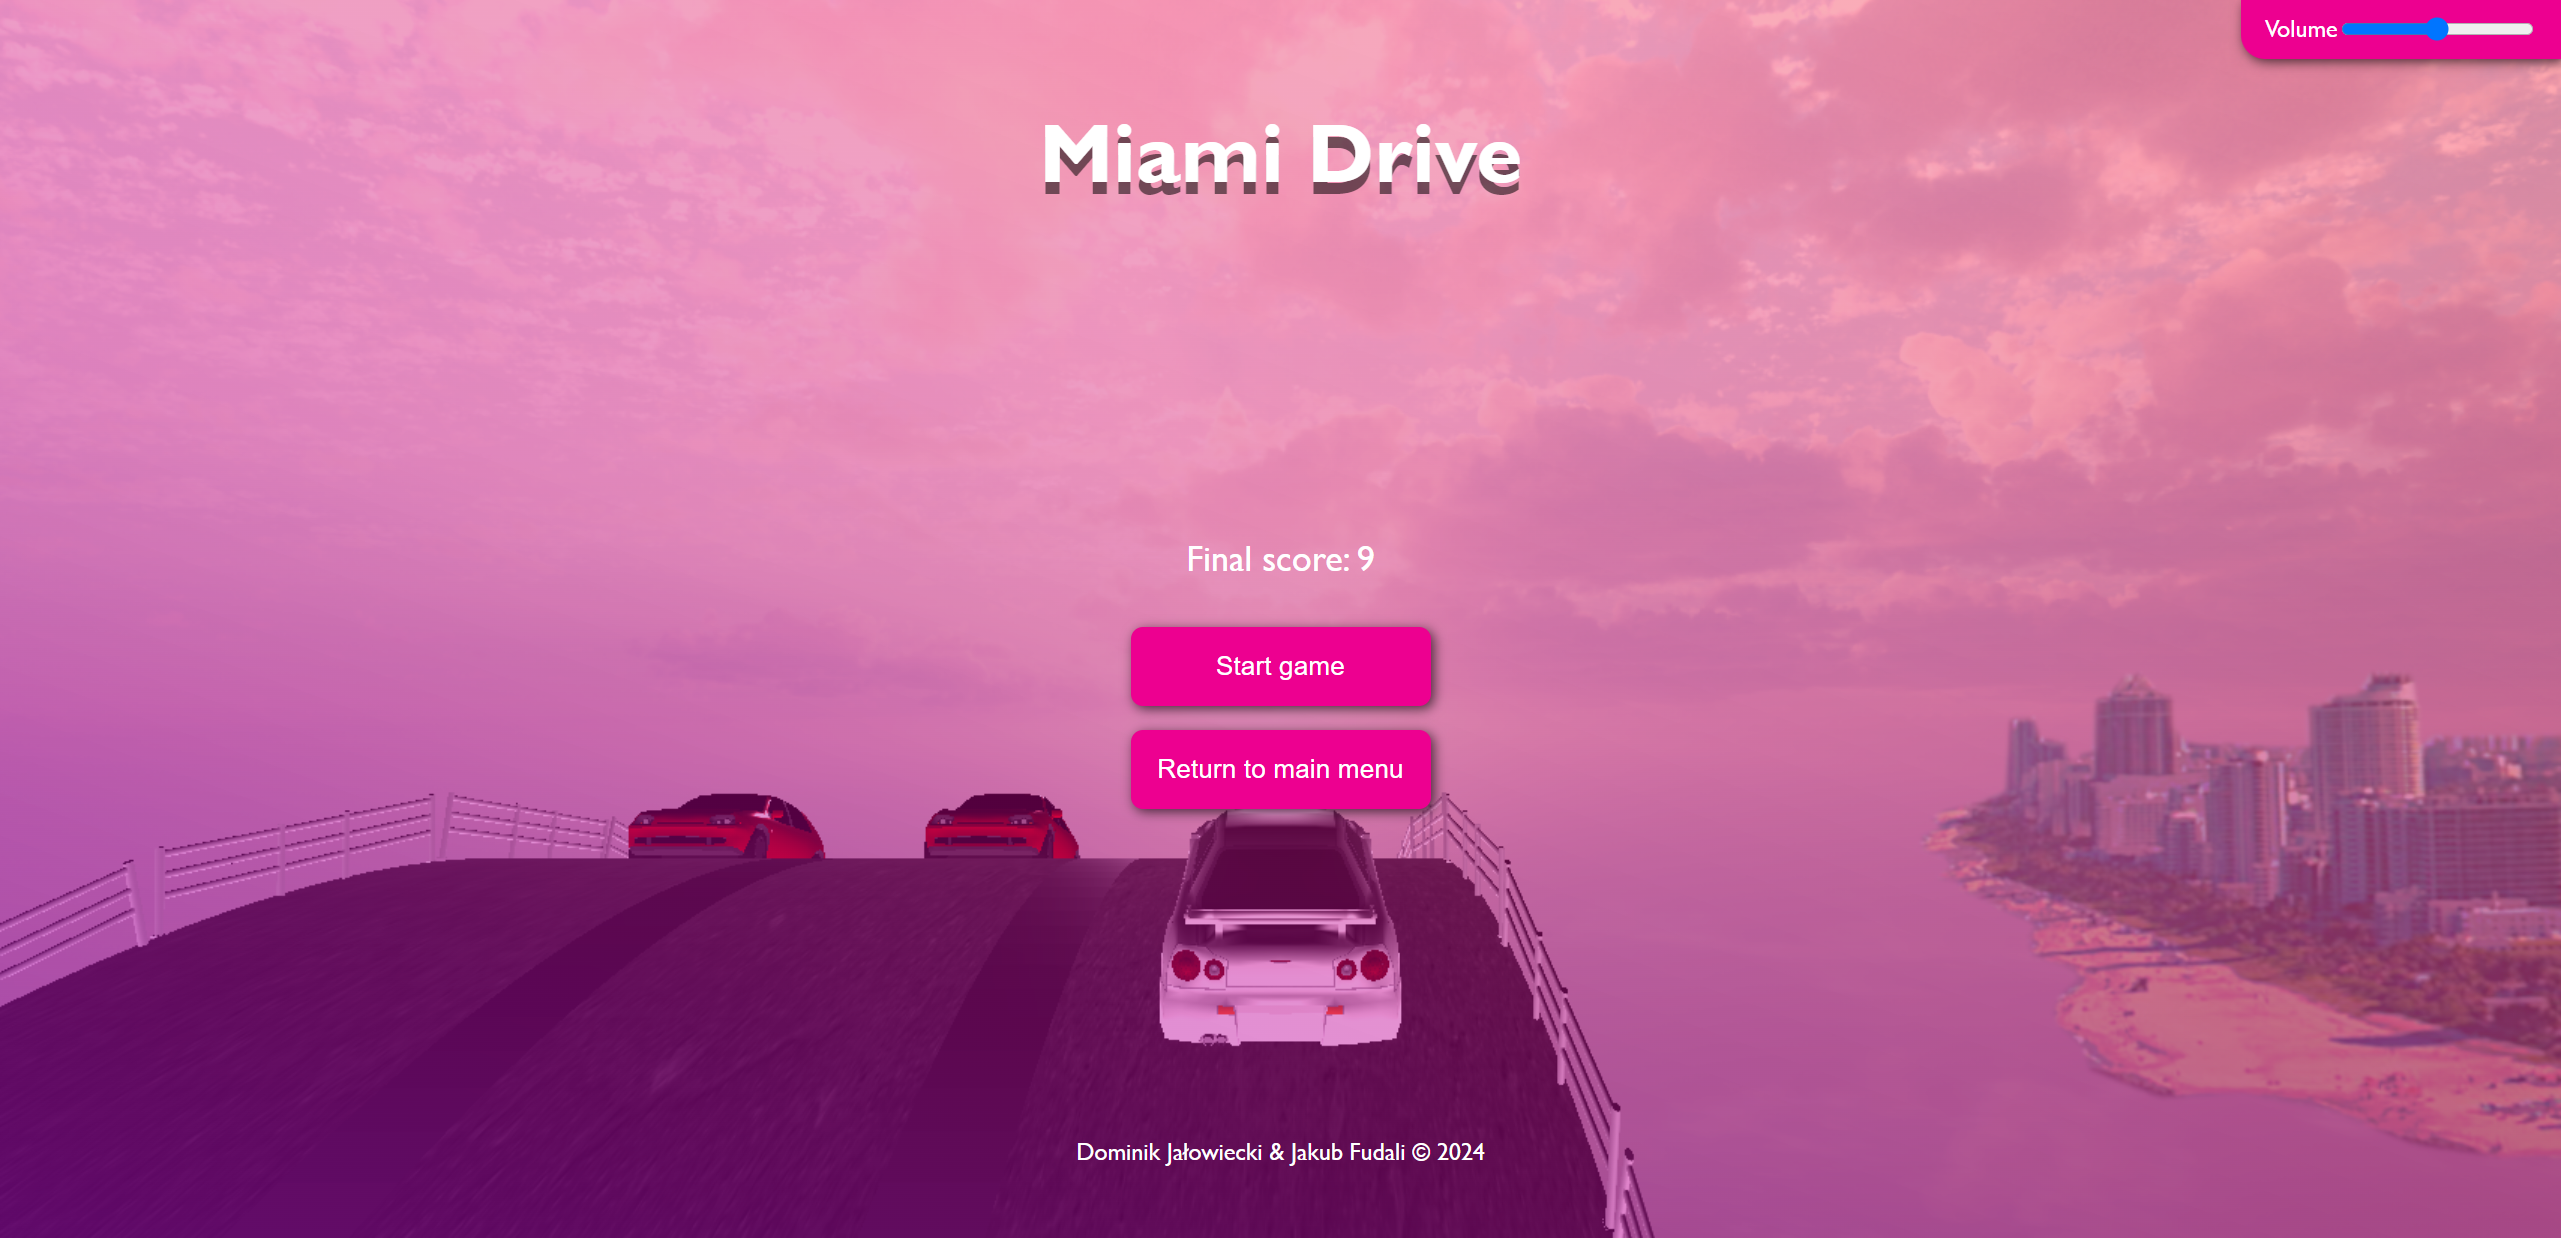 Volume
Miami Drive
Final score: 9
Start game
Return to main menu
Dominik Jałowiecki & Jakub Fudali © 2024